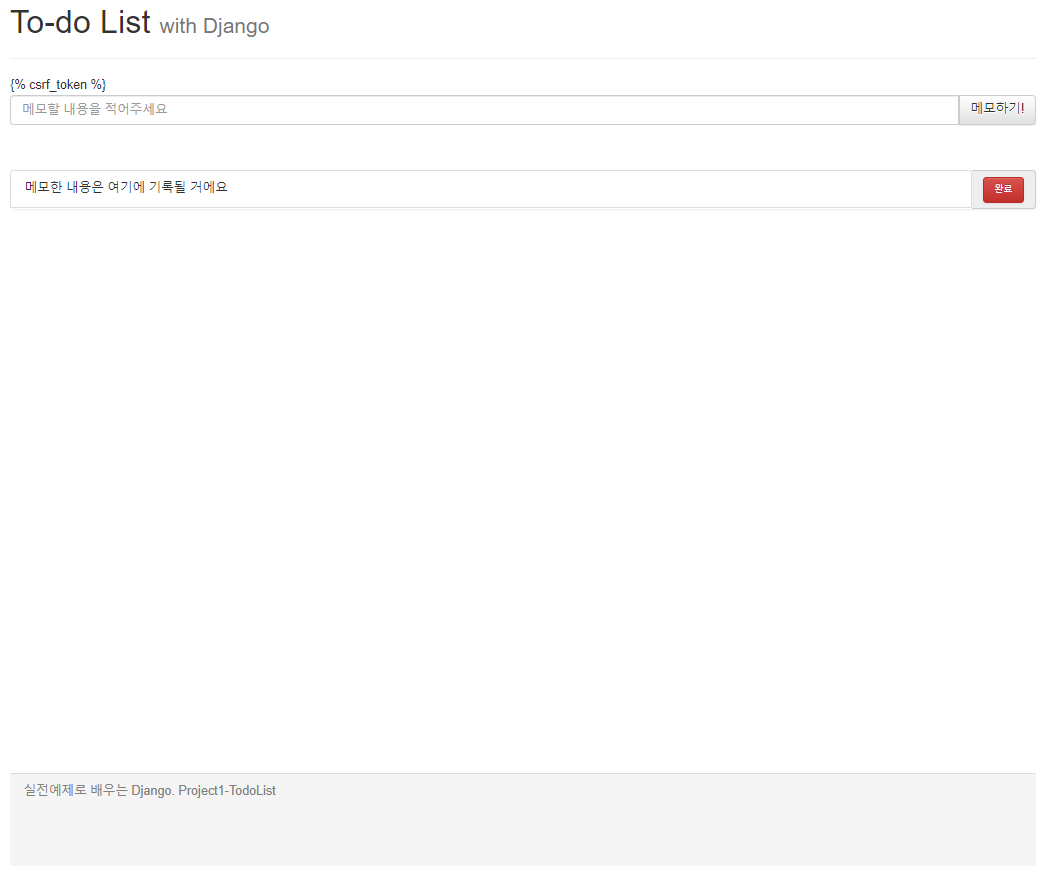 To-do List with Django
{% csrf_token %}
메모할 내용을 적어주세요 메모하기!
메모한 내용은 여기에 기록될 거에요 완료
실전예제로 배우는 Django. Project1-TodoList